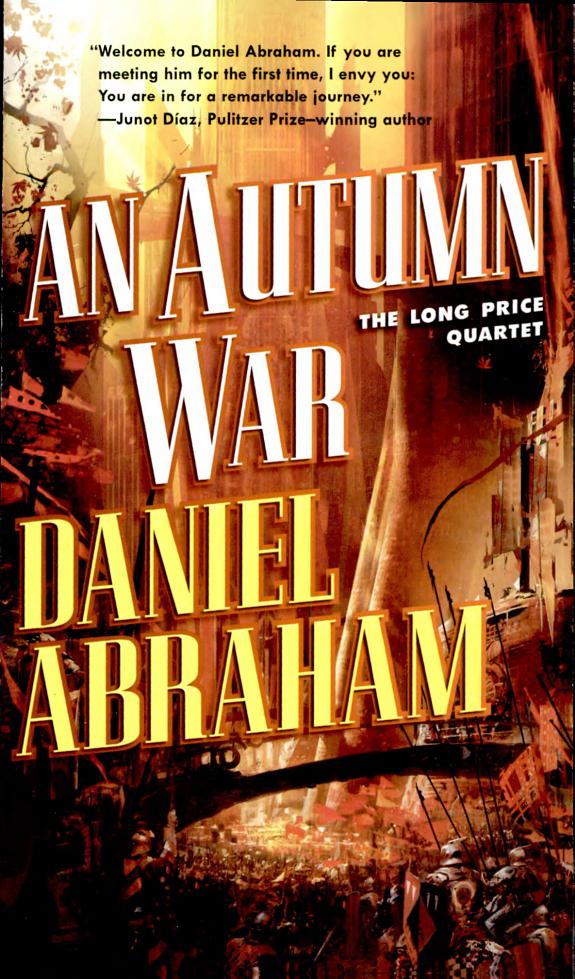 “Welcome to Daniel Abraham. If you are
meeting him for the first time, I envy you:
You are in for a remarkable journey.”
—Junot Díaz, Pulitzer Prize–winning author
AN AUTUMN
THE LONG PRICE
QUARTET
WAR
DANIEL
ABRAHAM